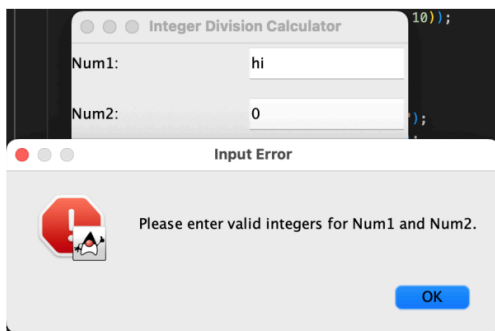 Integer Division Calculator
10));
Num1:
hi
Num2:
0
);
Input Error
Please enter valid integers for Num1 and Num2.
OK